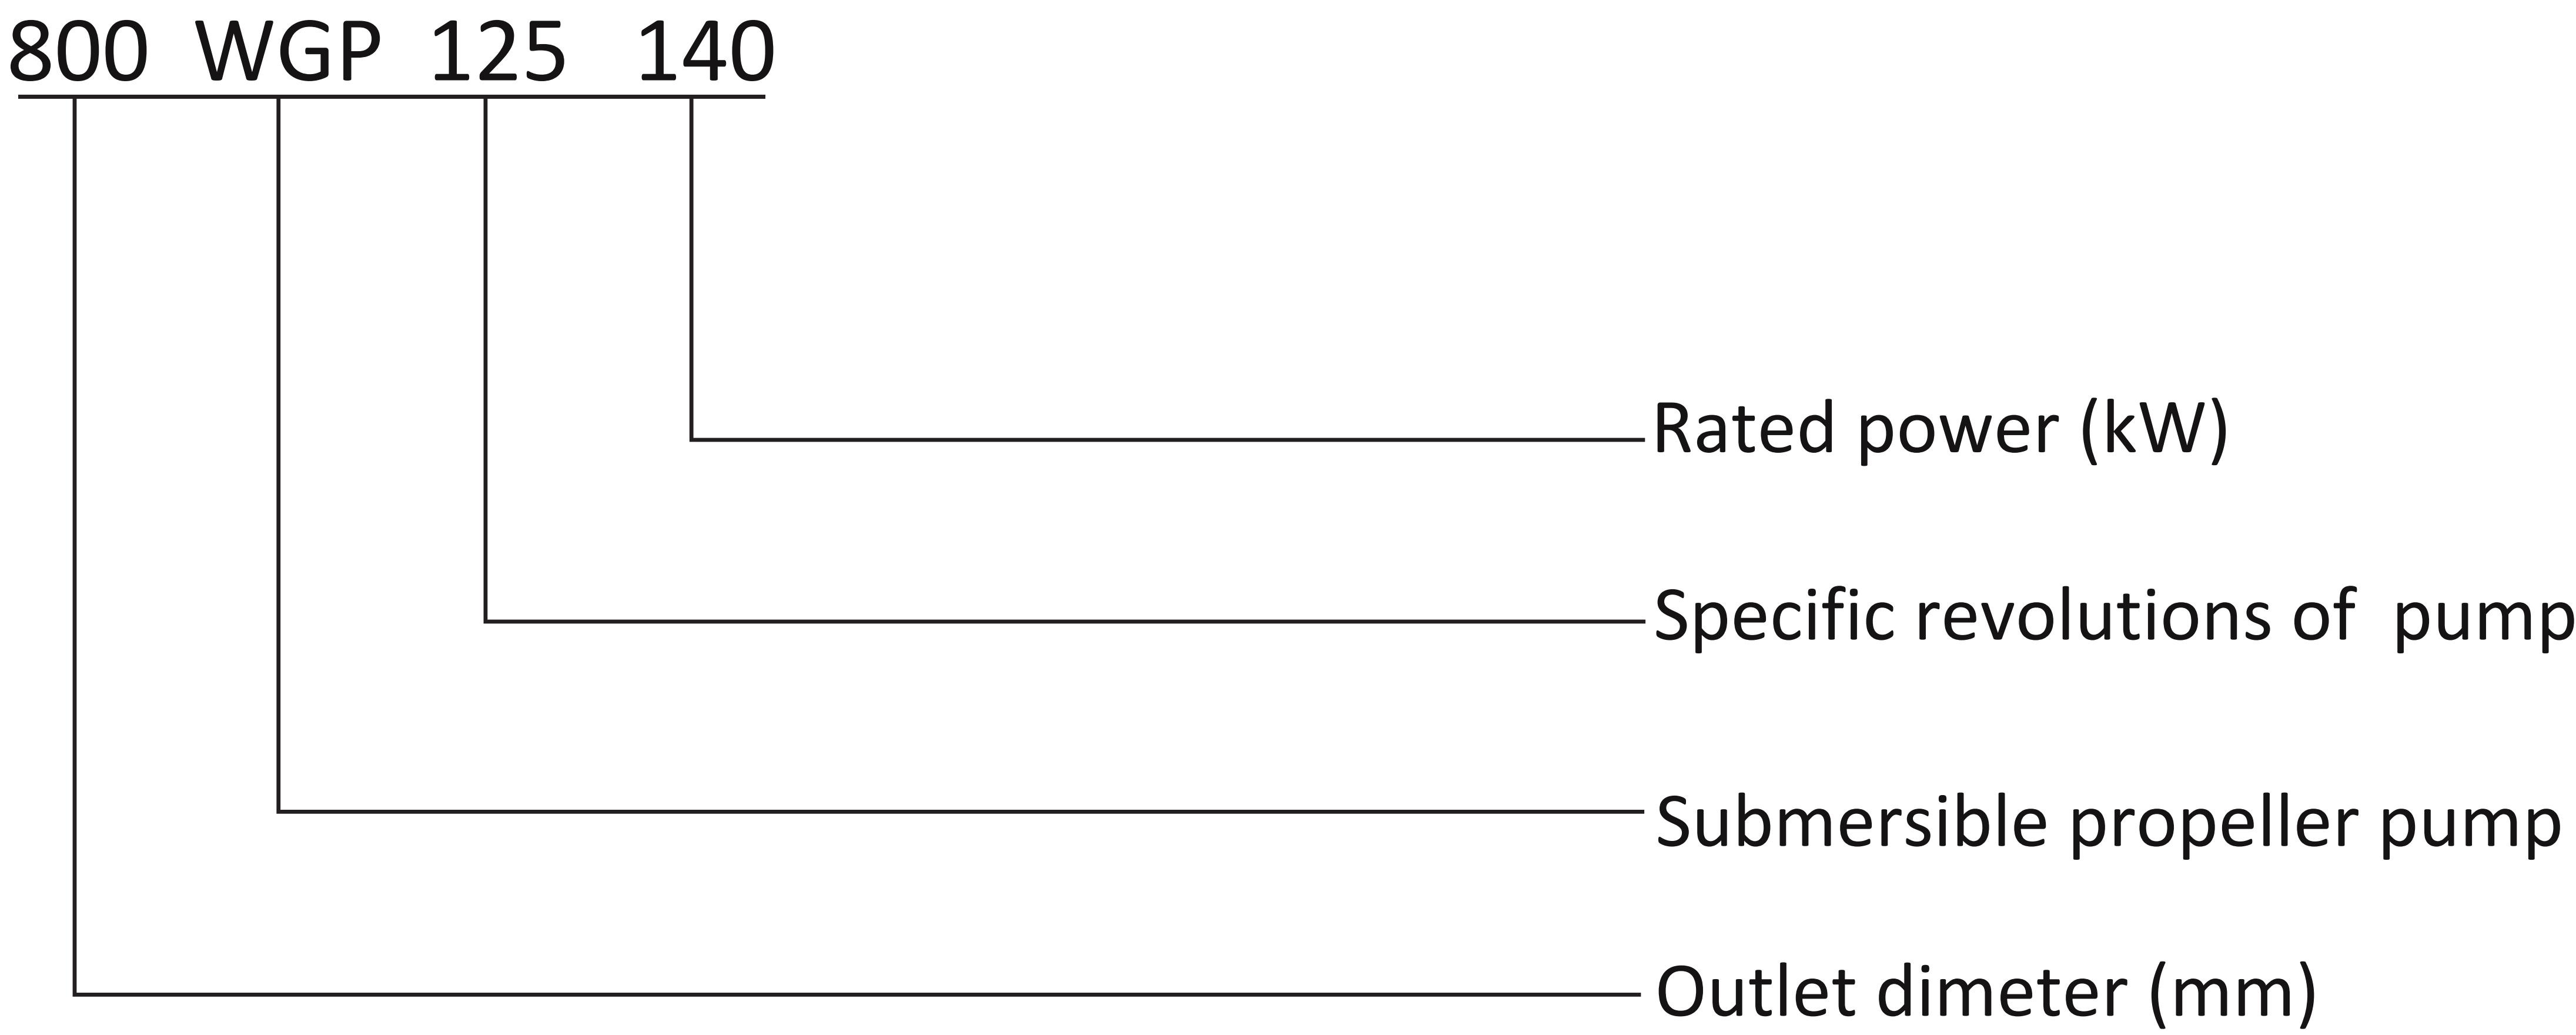 800 WGP 125 140
Rated power (kW)
Specific revolutions of pump
Submersible propeller pump
Outlet dimeter (mm)